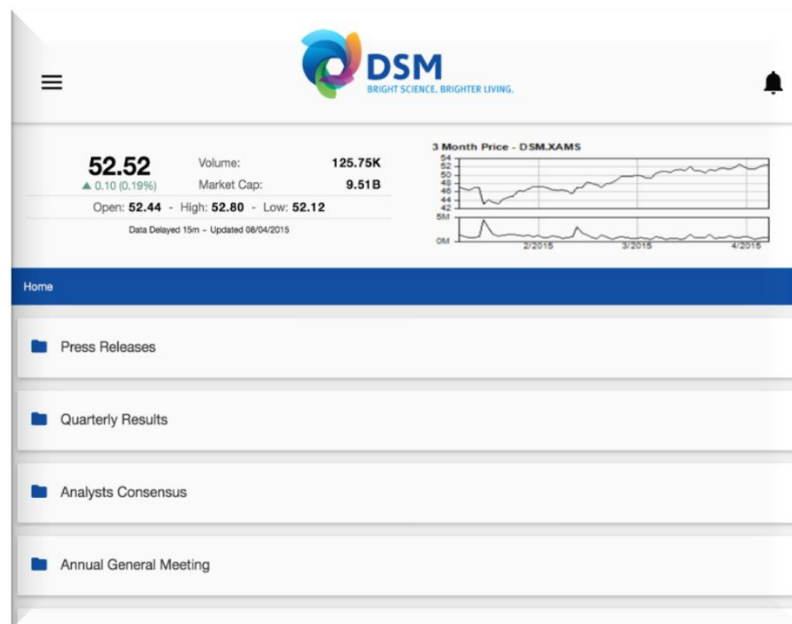 DSM
BRIGHT SCIENCE. BRIGHTER LIVING.
52.52
▲ 0.10 (0.19%)
Volume: 125.75K
Market Cap: 9.51B
Open: 52.44 - High: 52.80 - Low: 52.12
Data Delayed 15m - Updated 08/04/2015
3 Month Price - DSM.XAMS
54
52
50
48
46
44
42
5M
0M
2/2015 3/2015 4/2015
Home
Press Releases
Quarterly Results
Analysts Consensus
Annual General Meeting